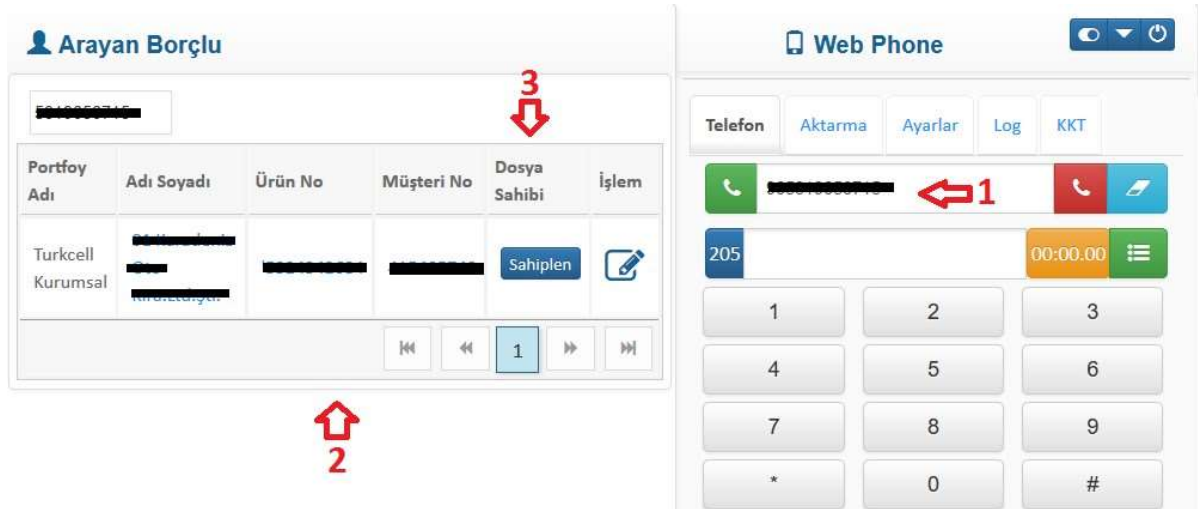 Arayan Borçlu
3
Portfoy Adı
Adı Soyadı
Ürün No
Müşteri No
Dosya Sahibi
İşlem
Turkcell Kurumsal
Sahiplen
1
2
Web Phone
Telefon
Aktarma
Ayarlar
Log
KKT
1
205
00:00.00
1 2 3
4 5 6
7 8 9
* 0 #